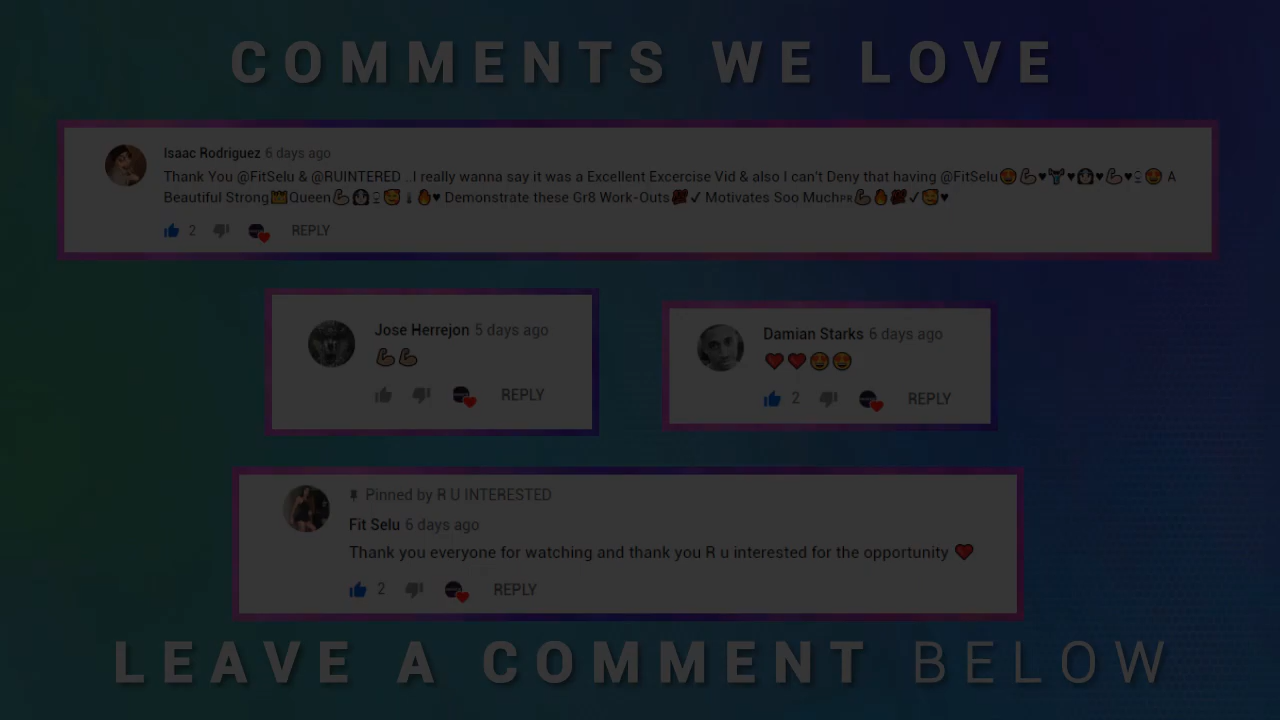 COMMENTS WE LOVE
Isaac Rodriguez 6 days ago
Thank You @FitSelu & @RUINTERED ..I really wanna say it was a Excellent Excercise Vid & also I can't Deny that having @FitSelu😍💪♥🏋♥👸♥💪♥♀😍 A
Beautiful Strong👑Queen💪👸♀🥰🌡🔥♥ Demonstrate these Gr8 Work-Outs💯✓ Motivates Soo Much🇵🇷💪🔥💯✓🥰♥
2 REPLY
Jose Herrejon 5 days ago
💪💪
REPLY
Damian Starks 6 days ago
❤️❤️😍😍
2 REPLY
Pinned by R U INTERESTED
Fit Selu 6 days ago
Thank you everyone for watching and thank you R u interested for the opportunity ❤️
2 REPLY
LEAVE A COMMENT BELOW